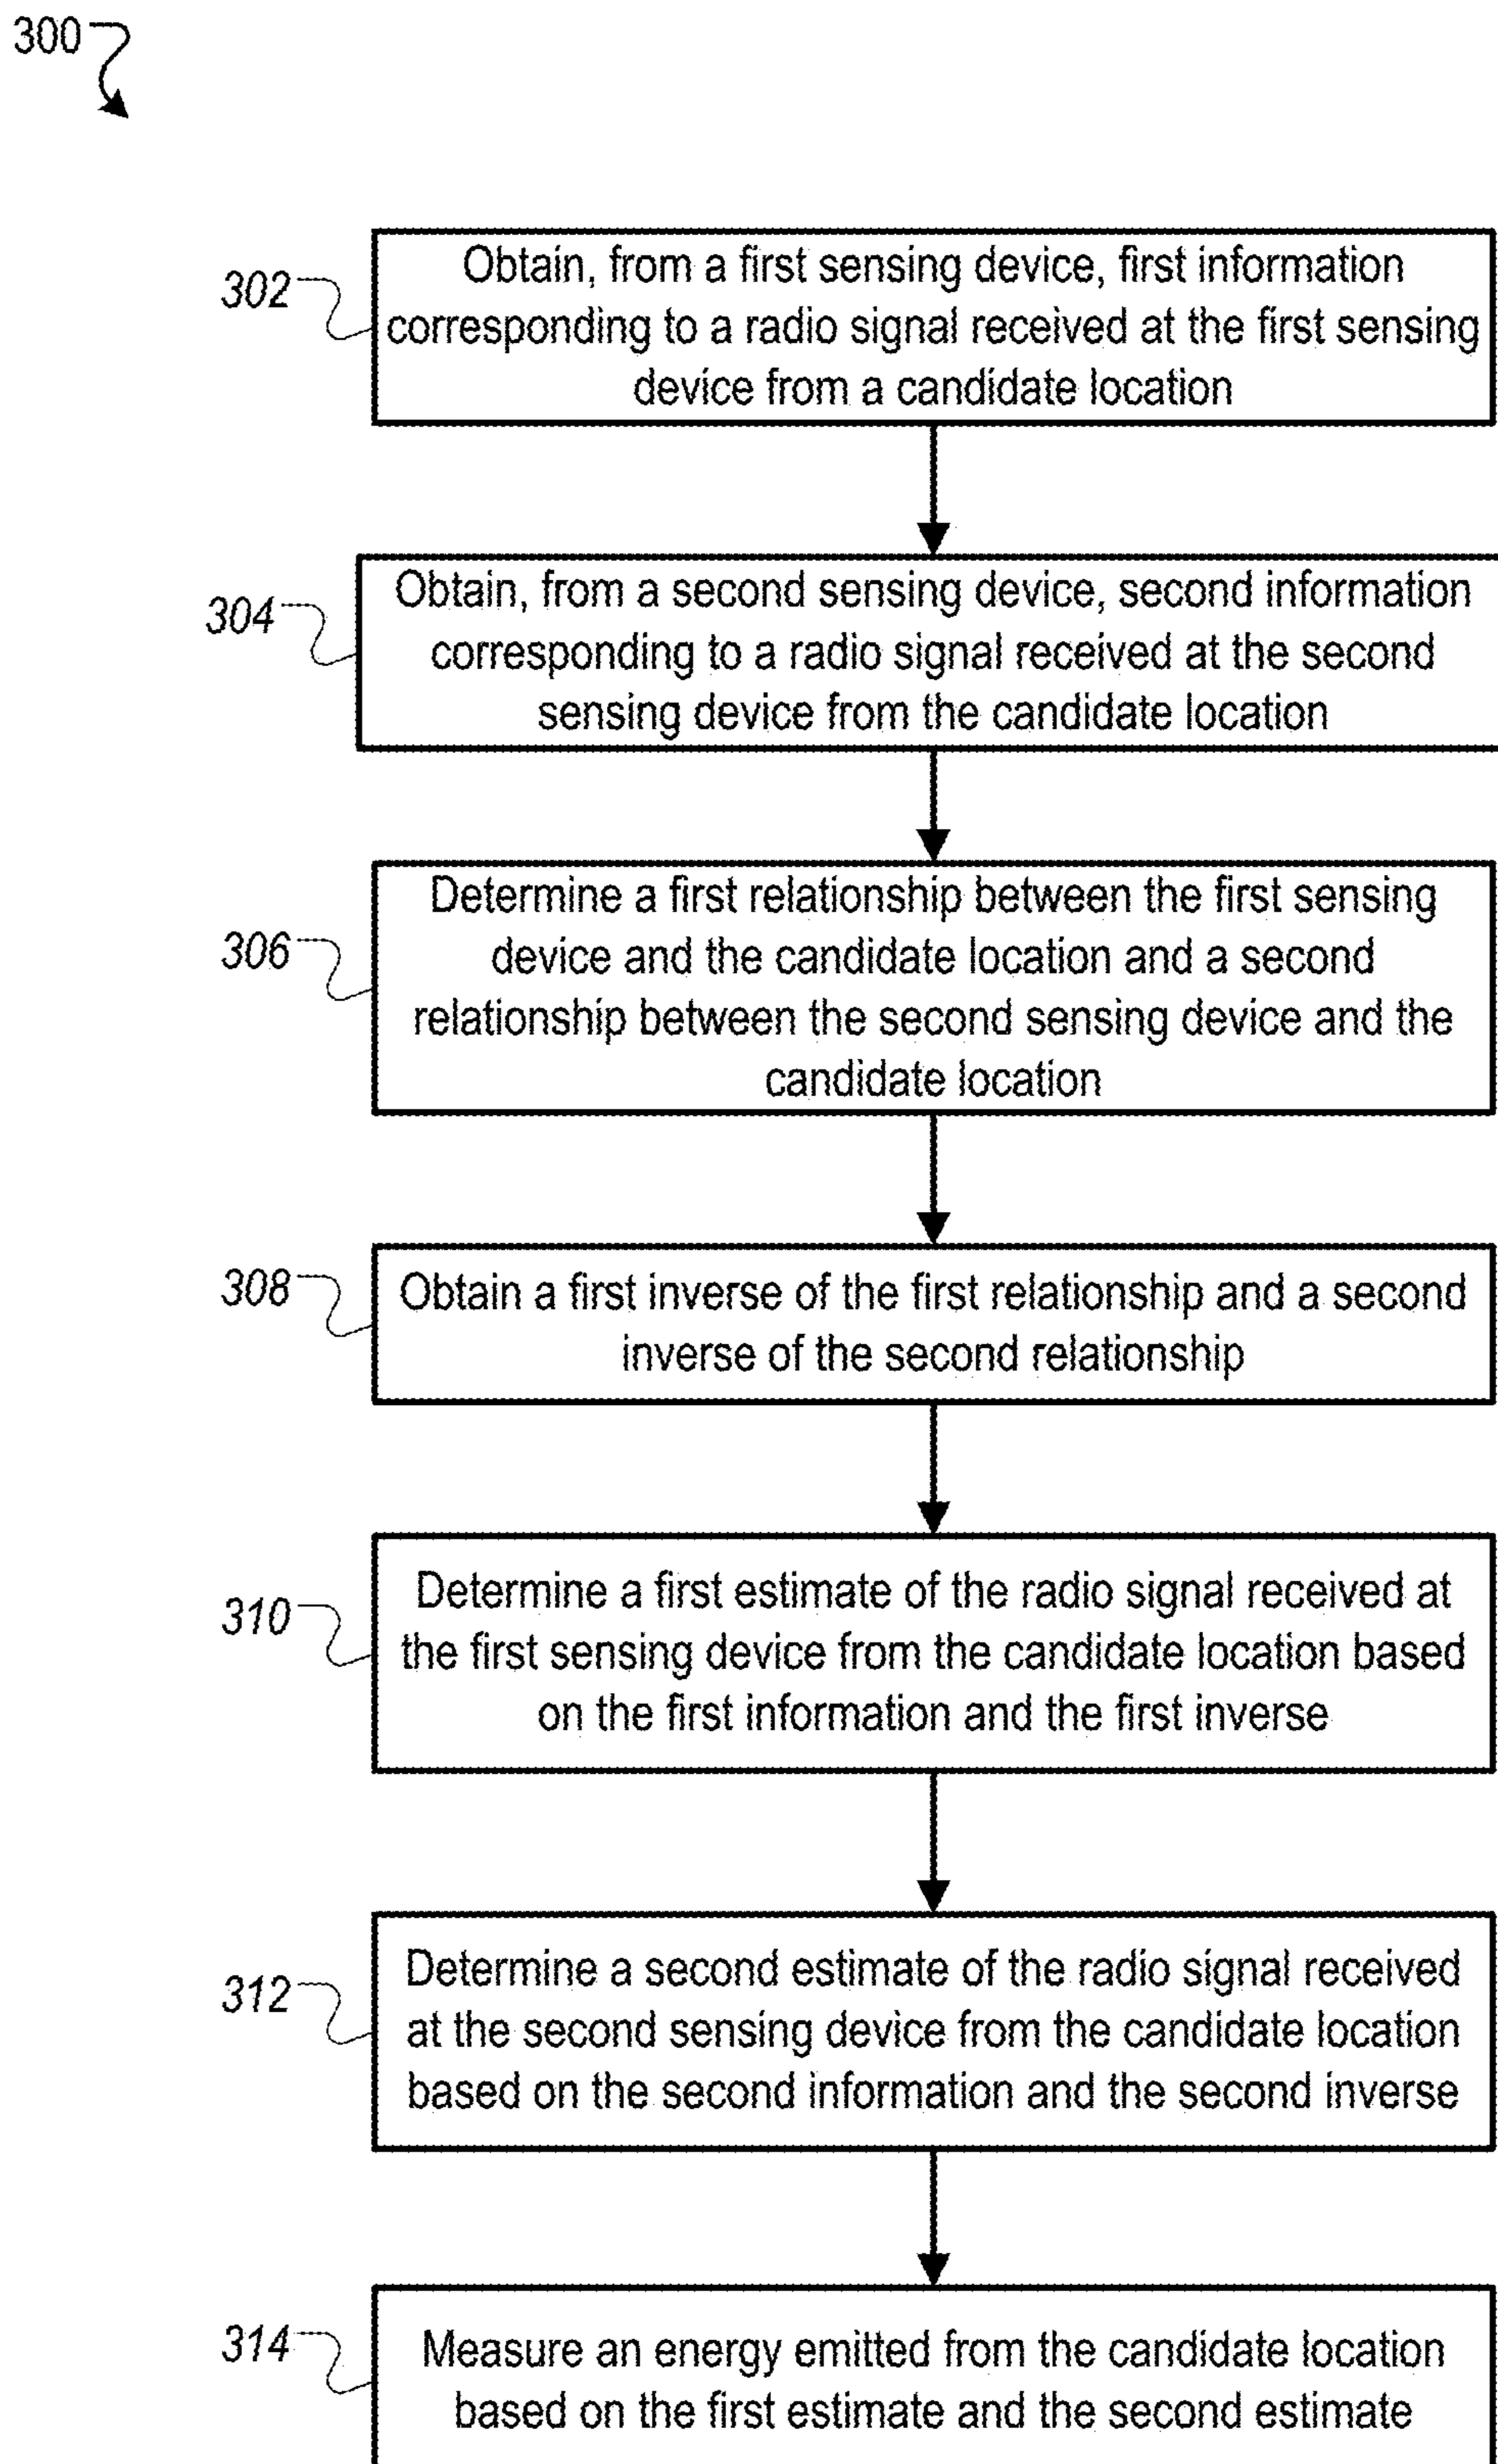 300
302
Obtain, from a first sensing device, first information
corresponding to a radio signal received at the first sensing
device from a candidate location
304
Obtain, from a second sensing device, second information
corresponding to a radio signal received at the second
sensing device from the candidate location
306
Determine a first relationship between the first sensing
device and the candidate location and a second
relationship between the second sensing device and the
candidate location
308
Obtain a first inverse of the first relationship and a second
inverse of the second relationship
310
Determine a first estimate of the radio signal received at
the first sensing device from the candidate location based
on the first information and the first inverse
312
Determine a second estimate of the radio signal received
at the second sensing device from the candidate location
based on the second information and the second inverse
314
Measure an energy emitted from the candidate location
based on the first estimate and the second estimate